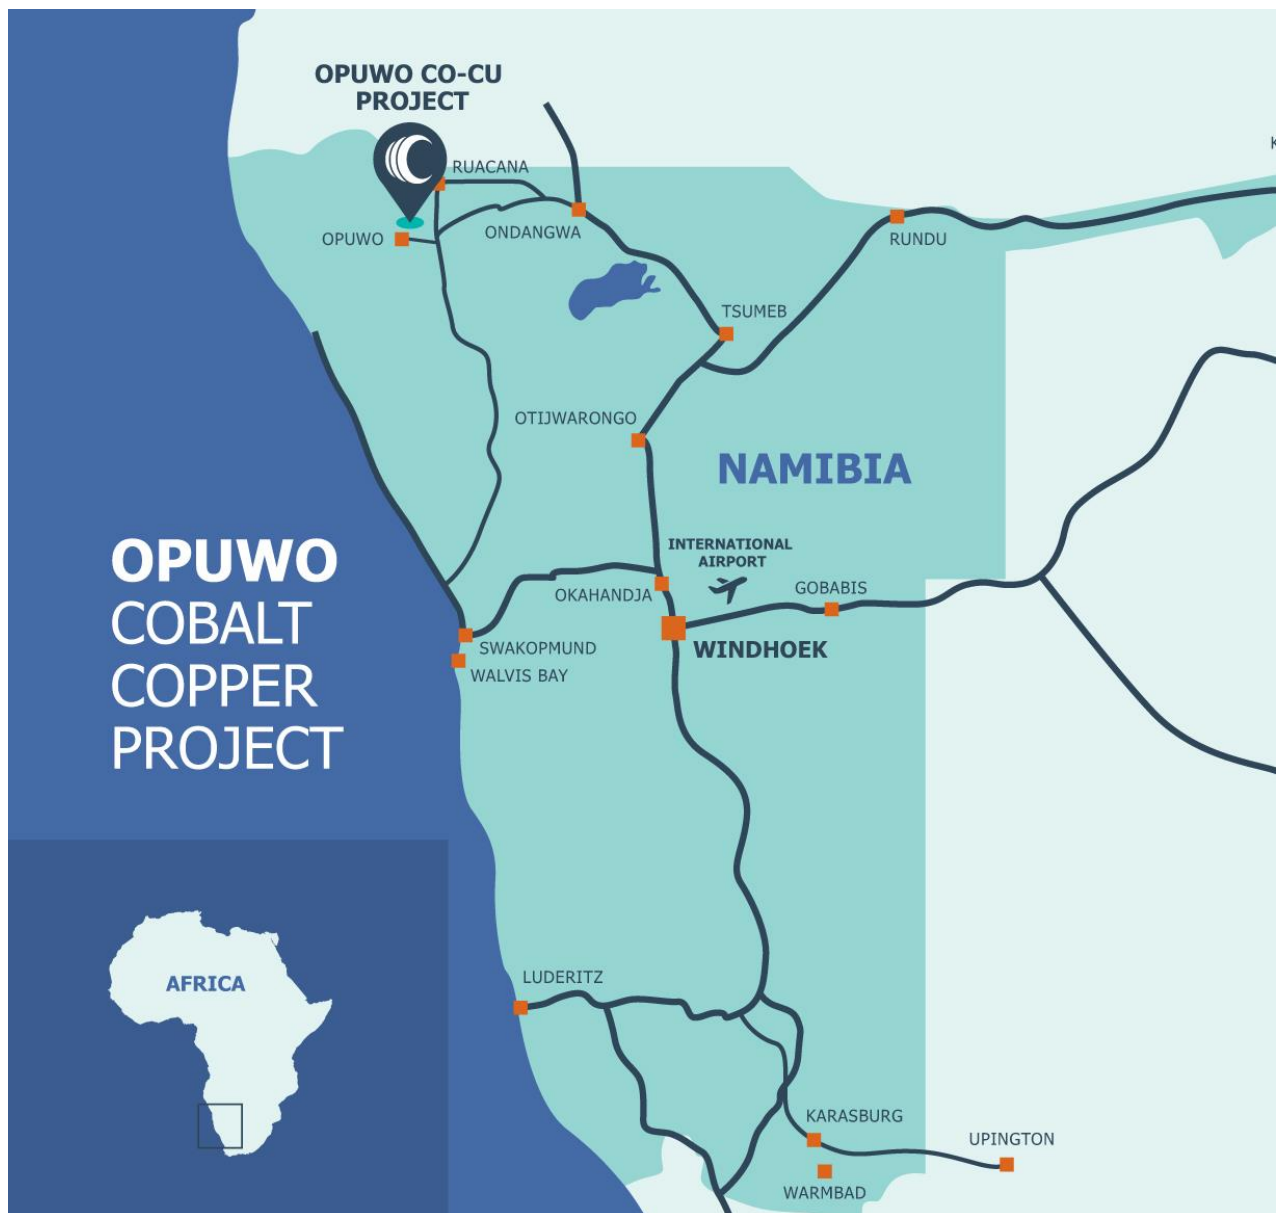 OPUWO CO-CU
PROJECT
K
RUACANA
OPUWO
ONDANGWA
RUNDU
TSUMEB
OTIJWARONGO
NAMIBIA
INTERNATIONAL
AIRPORT
OKAHANDJA
GOBABIS
SWAKOPMUND
WINDHOEK
WALVIS BAY
OPUWO
COBALT
COPPER
PROJECT
LUDERITZ
AFRICA
KARASBURG
UPINGTON
WARMBAD